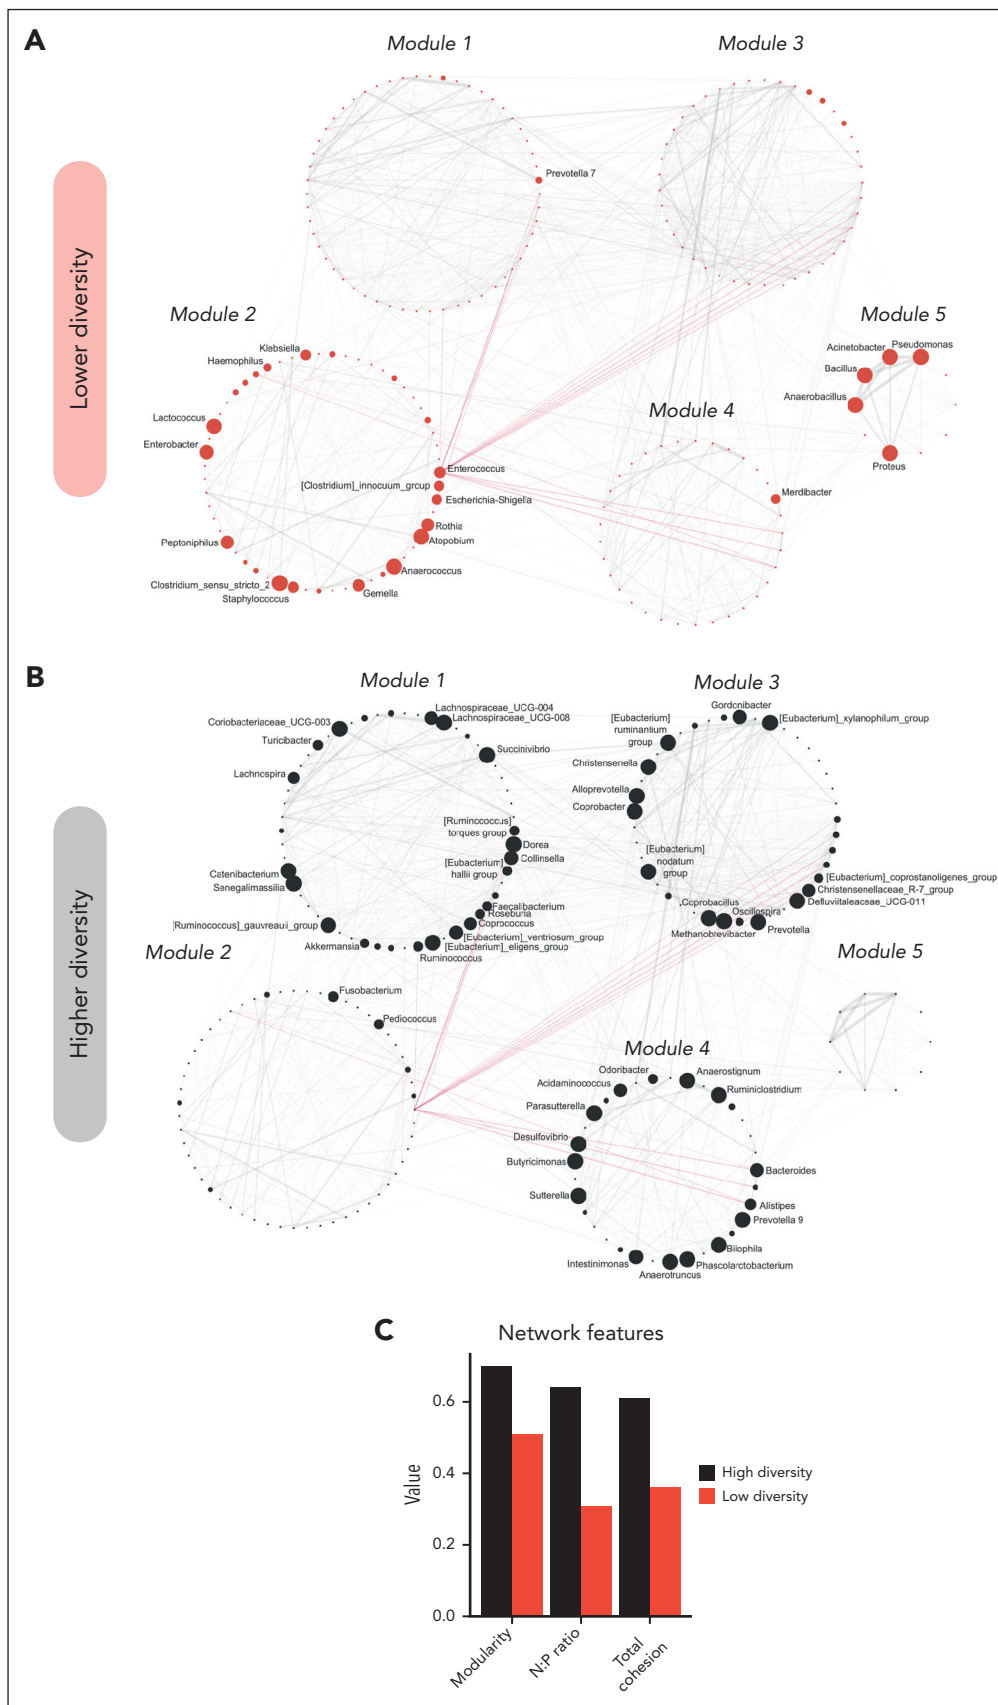 A
Module 1
Module 3
Prevotella 7
Lower diversity
Module 2
Module 5
Klebsiella
Haemophilus
Acinetobacter
Pseudomonas
Bacillus
Anaerobacillus
Lactococcus
Enterobacter
Module 4
Proteus
Enterococcus
[Clostridium]_innocuum_grcup
Escherichia-Shigella
Merdibacter
Rothia
Atopobium
Peptoniphilus
Anaerococcus
Clostridium_sensu_stricto_2
Staphylococcus
Gemella
B
Module 1
Module 3
Lachnospiraceae_UCG-004
Lachnospiraceae_UCG-008
Coriobacteriaceae_UCG-003
Turicibacter
Succinivibrio
Lachnospira
Gordcnibacter
[Eubacterium]_xylanophilum_group
[Eubacterium]
ruminantium
group
Christensenella
Alloprevotella
Coprobacter
[Ruminccoccus]
torques group
Dorea
Collinsella
[Eubacterium]
hallii group
[Eubacterium]
nodatum
group
Catenibacterium
Senegalimassilia
[Eubacterium]_coprostanoligenes_group
Christensenellaceae_R-7_group
Defluviitaleaceae_UCG-011
Faecalibacterium
Roseburia
Coprococcus
[Ruminococcus]_gauvreauii_group
[Eubacterium]_ventriosum_group
[Eubacterium]_eligens_group
Akkermansia
Ruminococcus
Coprobacillus
Oscillospira
Methanobrevibacter
Prevotella
Higher diversity
Module 2
Module 5
Fusobacterium
Pediococcus
Module 4
Odoribacter
Anaerostignum
Acidaminococcus
Ruminiclostridium
Parasutterella
Desulfovibrio
Butyricimonas
Bacteroides
Sutterella
Alistipes
Prevotella 9
Bilophila
Intestinimonas
Phascolarctobacterium
Anaerotruncus
C
Network features
Value
0.6
0.4
0.2
0.0
High diversity
Low diversity
Modularity
N:P ratio
Total
cohesion